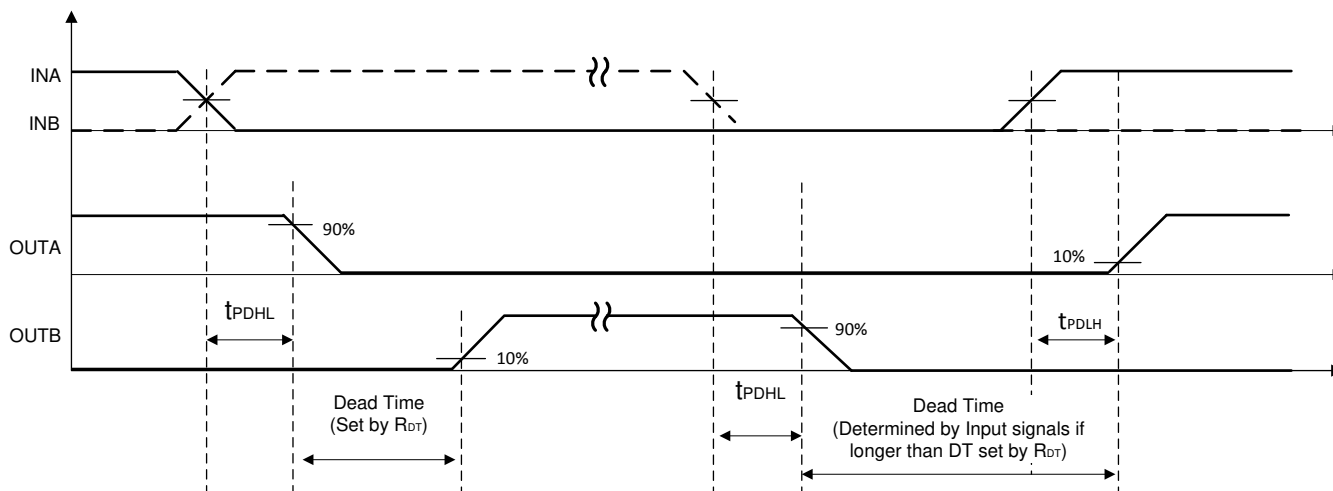 INA
INB
OUTA
90%
10%
tPDHL
tPDLH
OUTB
90%
10%
tPDHL
Dead Time
(Set by RDT)
Dead Time
(Determined by Input signals if
longer than DT set by RDT)